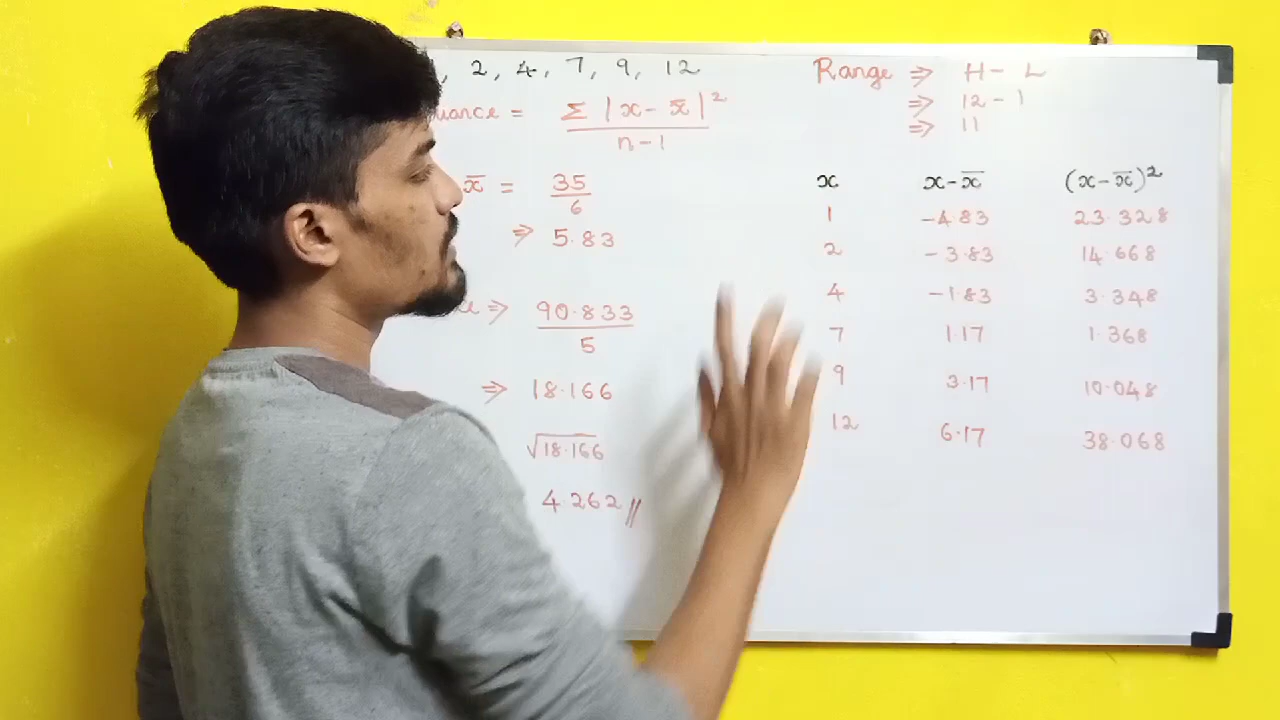 , 2, 4, 7, 9, 12
Σ |x - x̄|²
n-1
x̄ = 35
6
⇒ 5.83
⇒ 90.833
5
⇒ 18.166
√18.166
4.262//
Range ⇒ H - L
⇒ 12 - 1
⇒ 11
x x-x̄ (x-x̄)²
1 -4.83 23.328
2 -3.83 14.668
4 -1.83 3.348
7 1.17 1.368
9 3.17 10.048
12 6.17 38.068